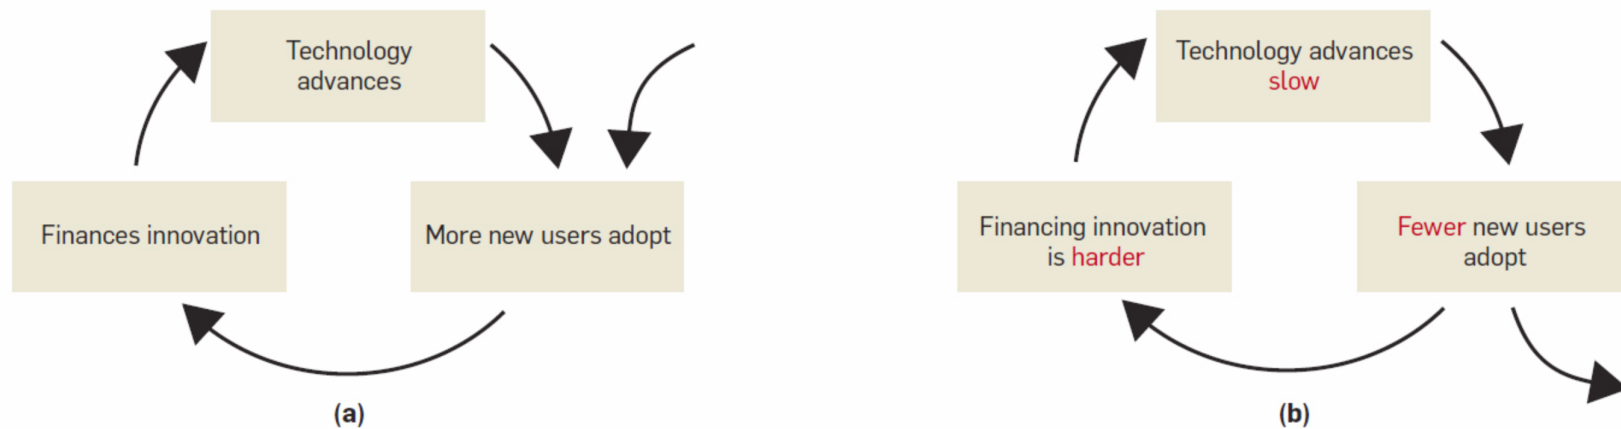 Technology
advances
Finances innovation
More new users adopt
(a)
Technology advances
slow
Financing innovation
is harder
Fewer new users
adopt
(b)